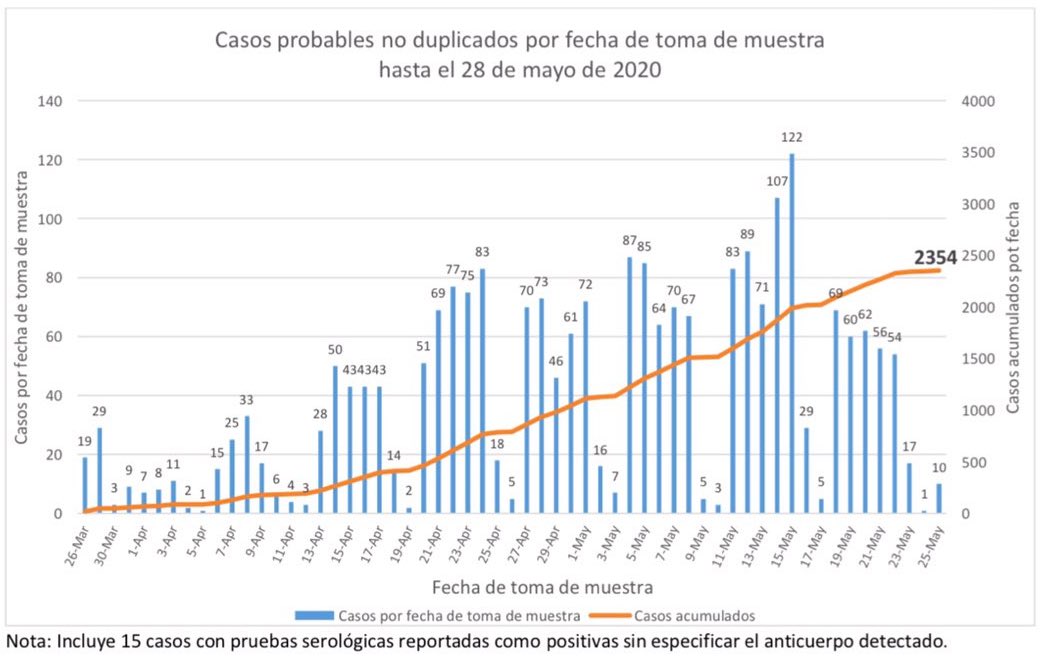 Casos probables no duplicados por fecha de toma de muestra
hasta el 28 de mayo de 2020
140
120
100
80
60
40
20
0
Casos por fecha de toma de muestra
4000
3500
3000
2500
2000
1500
1000
500
0
Casos acumulados pot fecha
19 29 3 9 7 8 11 2 1 15 25 33 17 6 4 3 28 50 43 43 43 14 2 51 69 77 75 83 18 5 70 73 46 61 72 16 7 87 85 64 70 67 5 3 83 89 71 107 122 29 5 69 60 62 56 54 17 1 10
2354
26-Mar 30-Mar 1-Apr 3-Apr 5-Apr 7-Apr 9-Apr 11-Apr 13-Apr 15-Apr 17-Apr 19-Apr 21-Apr 23-Apr 25-Apr 27-Apr 29-Apr 1-May 3-May 5-May 7-May 9-May 11-May 13-May 15-May 17-May 19-May 21-May 23-May 25-May
Fecha de toma de muestra
Casos por fecha de toma de muestra Casos acumulados
Nota: Incluye 15 casos con pruebas serológicas reportadas como positivas sin especificar el anticuerpo detectado.